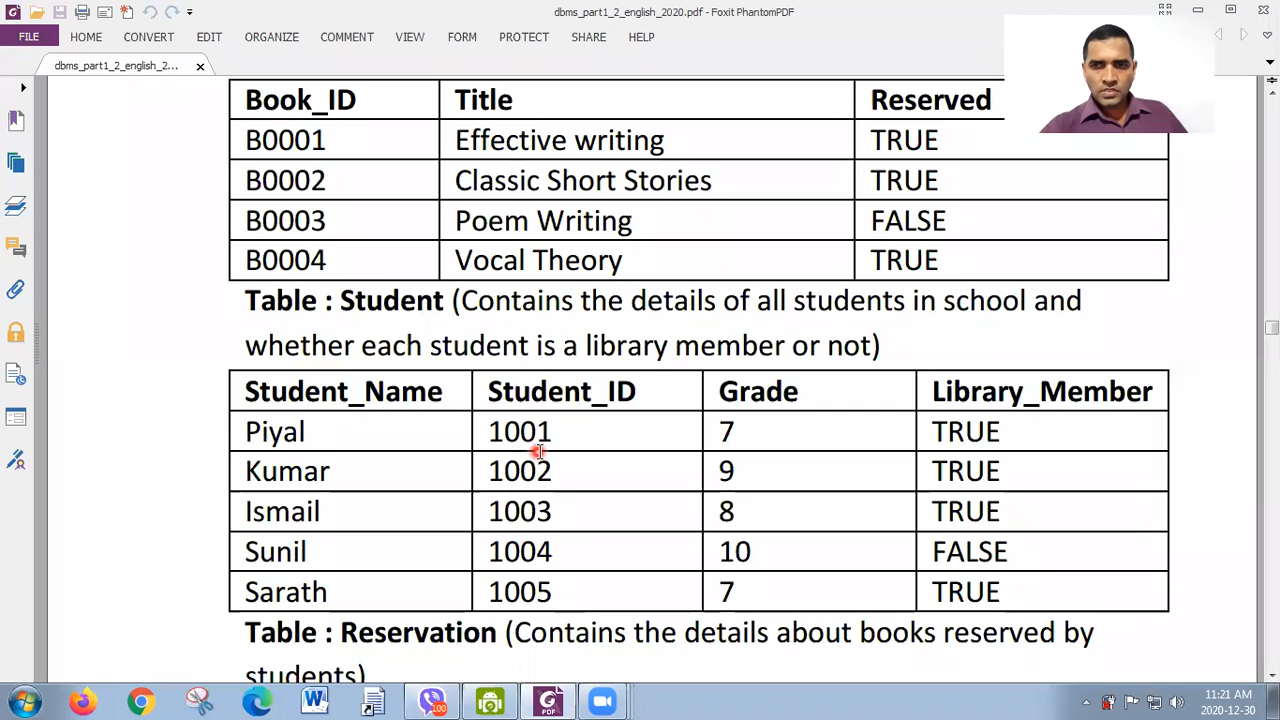 dbms_part1_2_english_2020.pdf - Foxit PhantomPDF
FILE HOME CONVERT EDIT ORGANIZE COMMENT VIEW FORM PROTECT SHARE HELP
dbms_part1_2_english_2...
Book_ID Title Reserved
B0001 Effective writing TRUE
B0002 Classic Short Stories TRUE
B0003 Poem Writing FALSE
B0004 Vocal Theory TRUE
Table : Student (Contains the details of all students in school and
whether each student is a library member or not)
Student_Name Student_ID Grade Library_Member
Piyal 1001 7 TRUE
Kumar 1002 9 TRUE
Ismail 1003 8 TRUE
Sunil 1004 10 FALSE
Sarath 1005 7 TRUE
Table : Reservation (Contains the details about books reserved by
students)
100
PDF
11:21 AM
2020-12-30